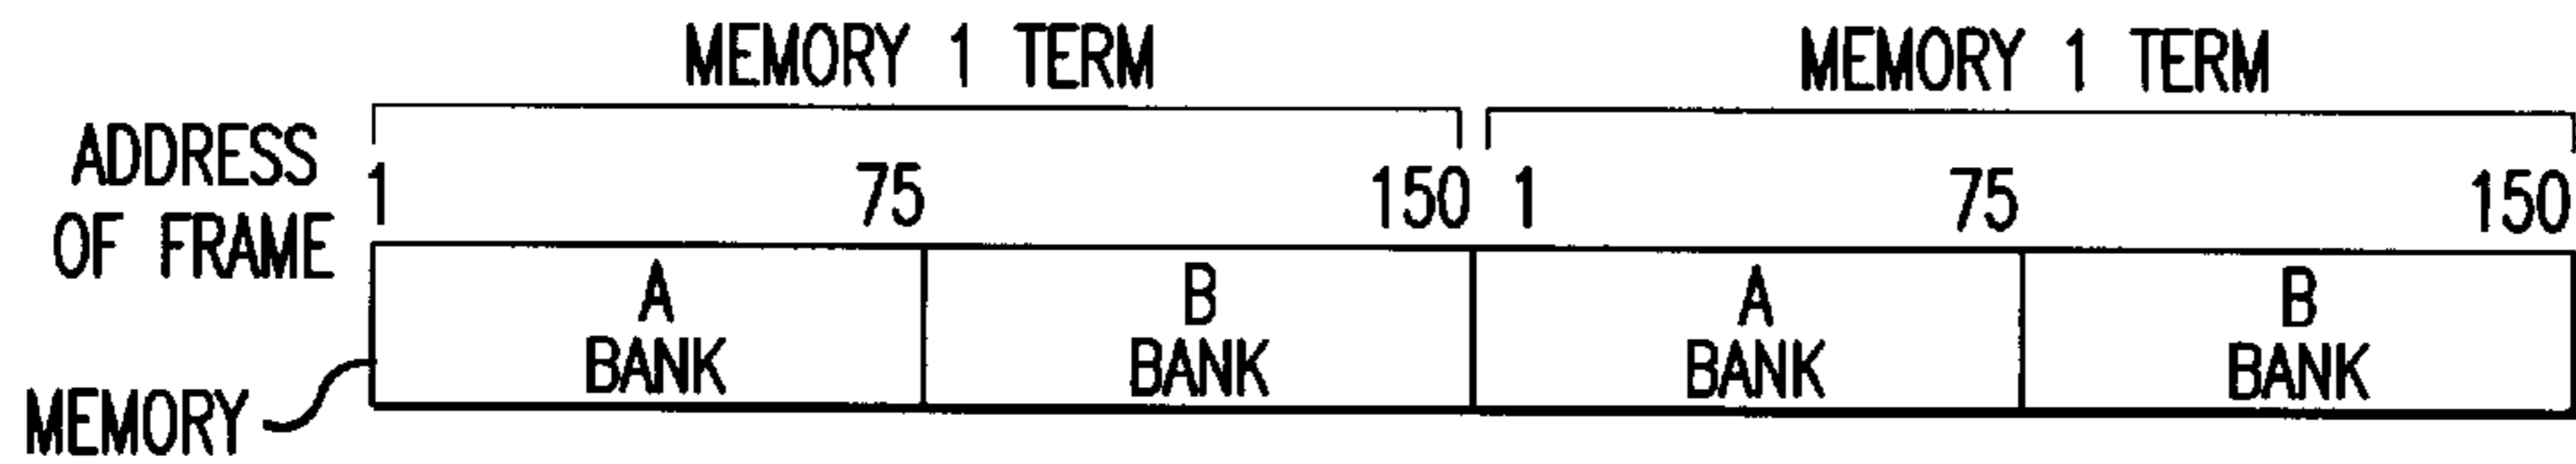 MEMORY 1 TERM MEMORY 1 TERM
ADDRESS
OF FRAME
1 75 150 1 75 150
A B A B
BANK BANK BANK BANK
MEMORY